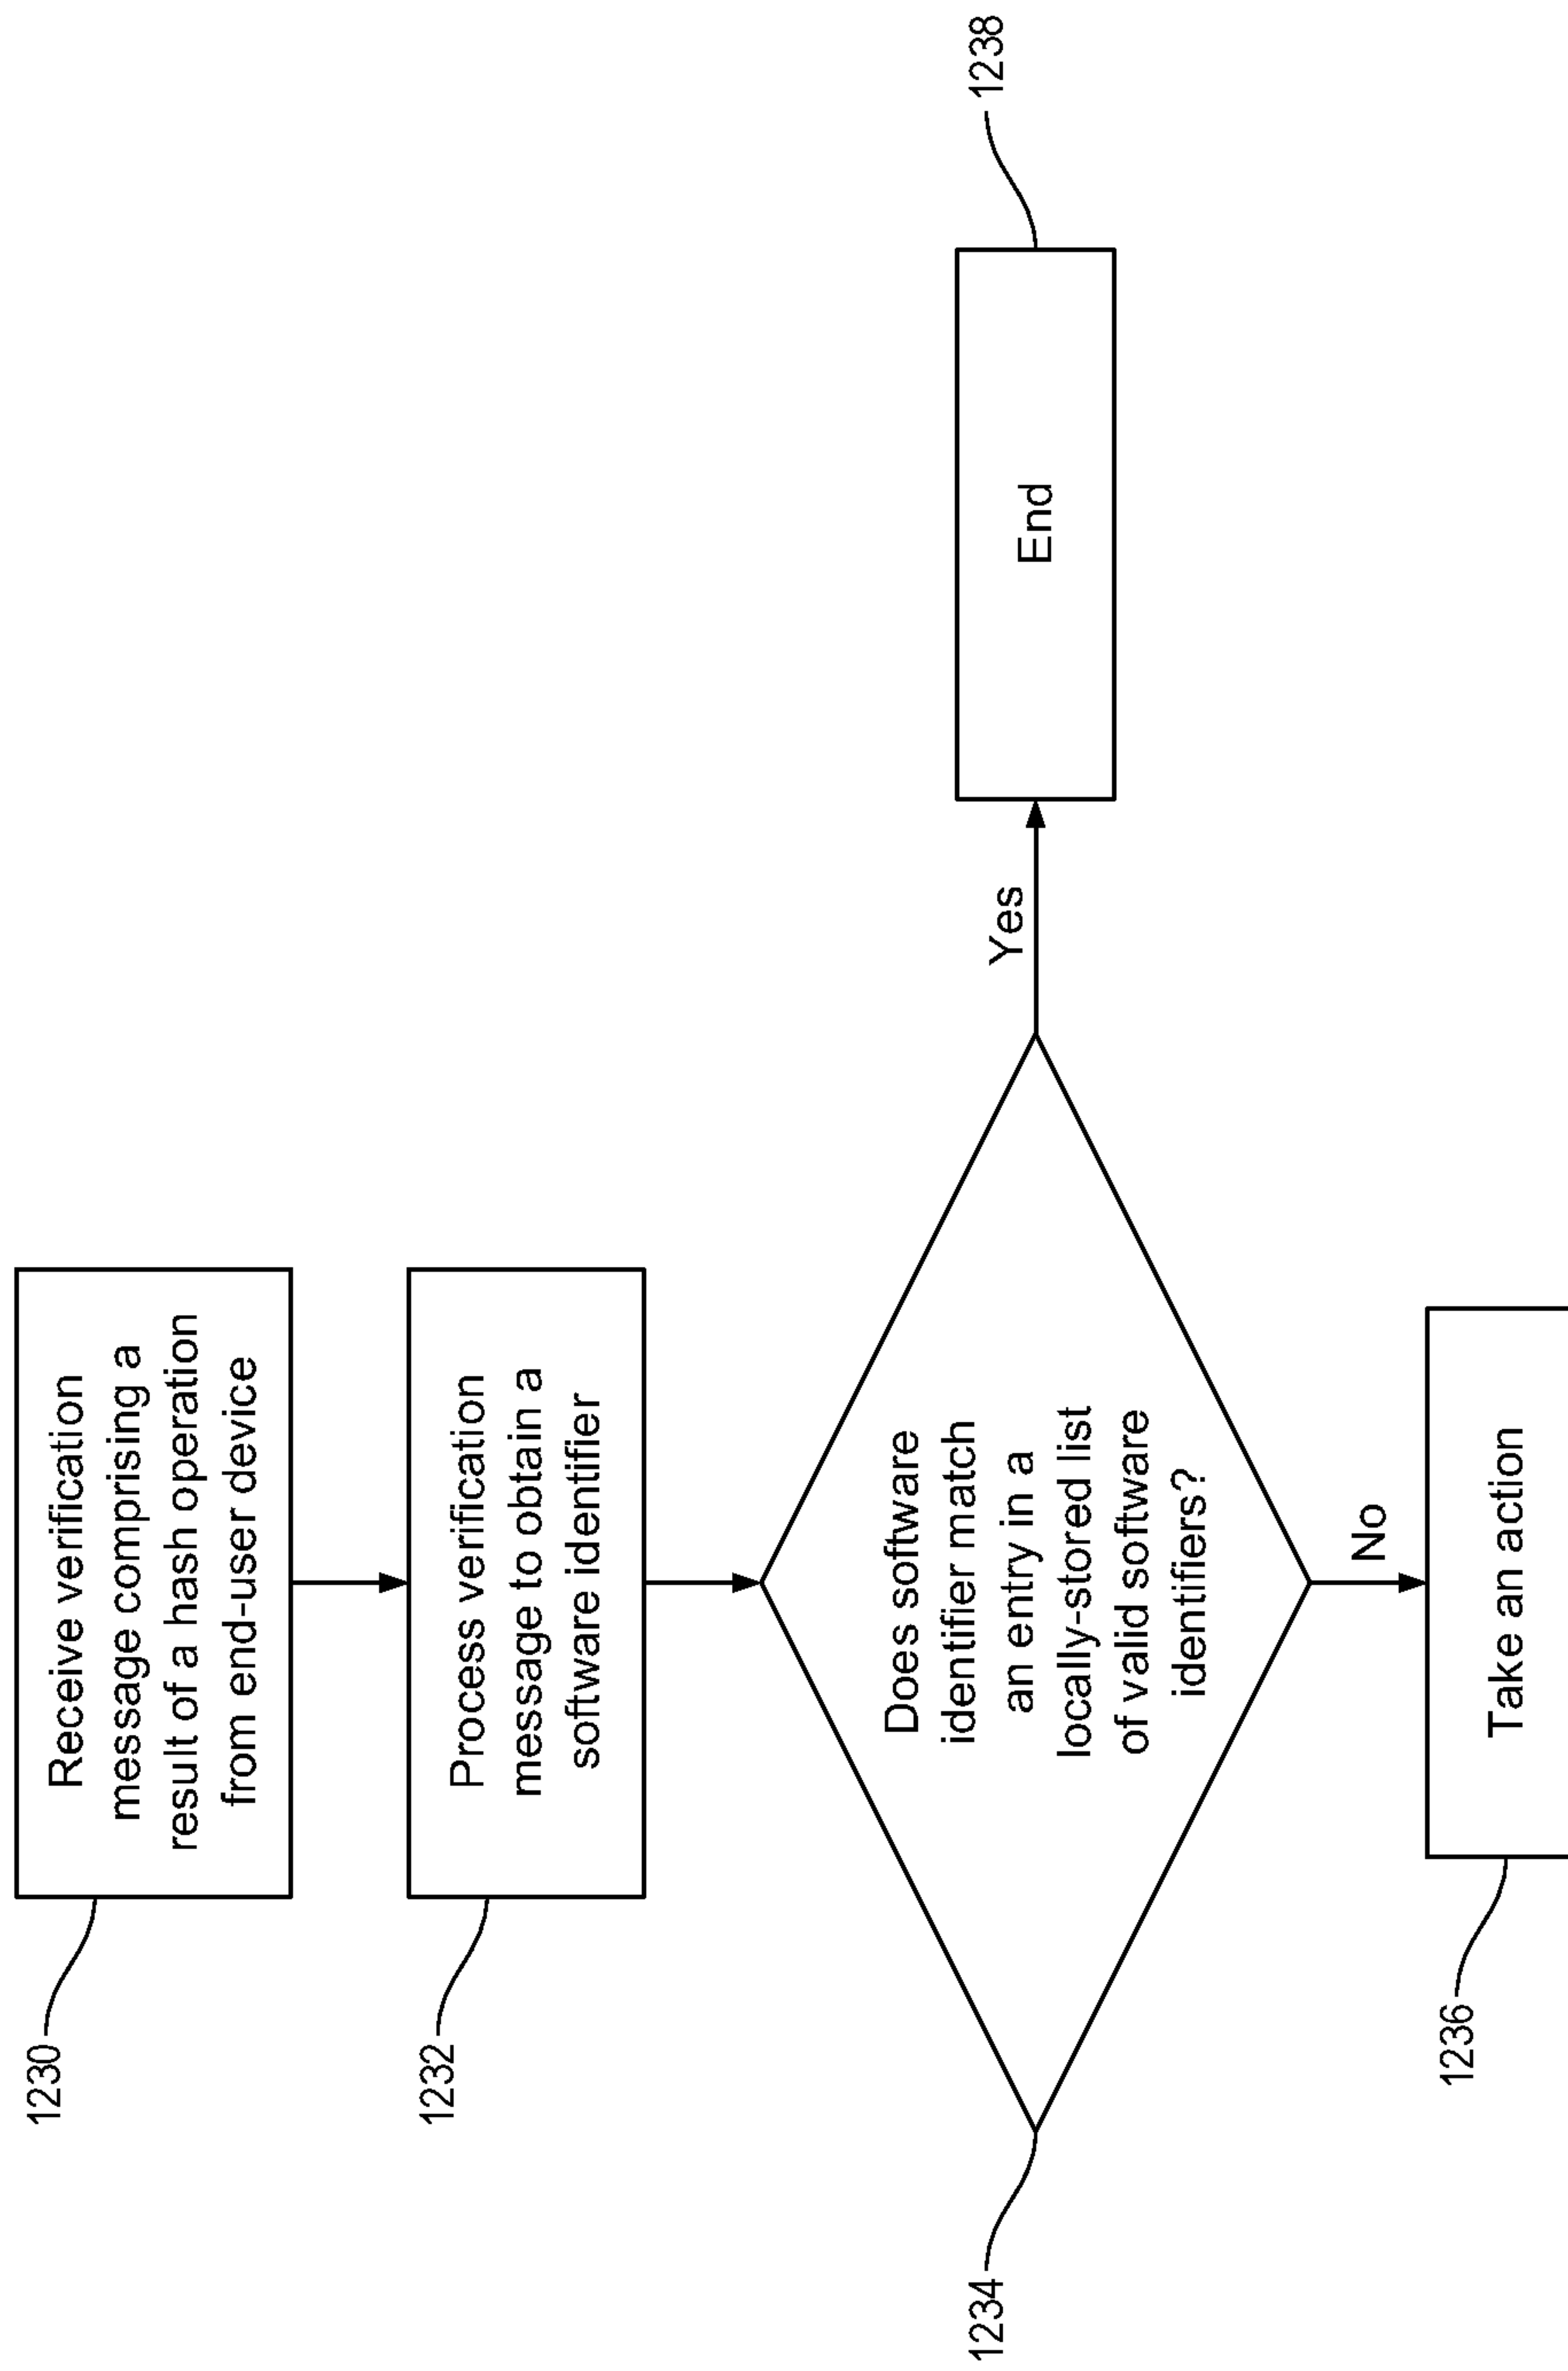 1230
Receive verification
message comprising a
result of a hash operation
from end-user device
1232
Process verification
message to obtain a
software identifier
1234
Does software
identifier match
an entry in a
locally-stored list
of valid software
identifiers?
Yes
End
1238
No
1236
Take an action